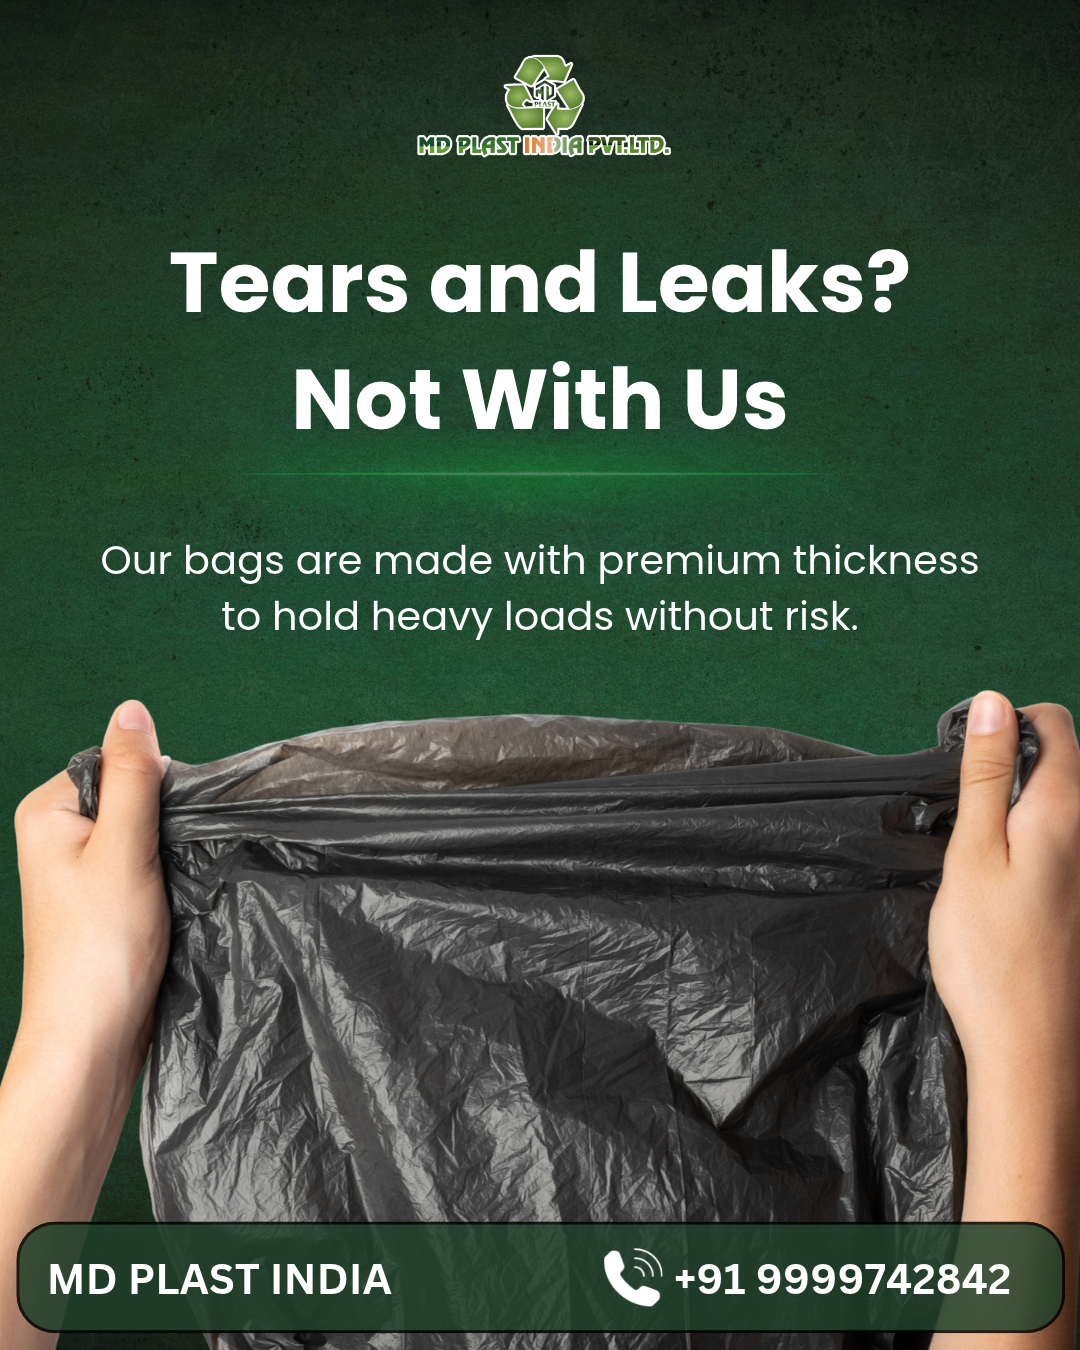 MD
PLAST
MD PLAST INDIA PVT.LTD.
Tears and Leaks?
Not With Us
Our bags are made with premium thickness
to hold heavy loads without risk.
MD PLAST INDIA
+91 9999742842